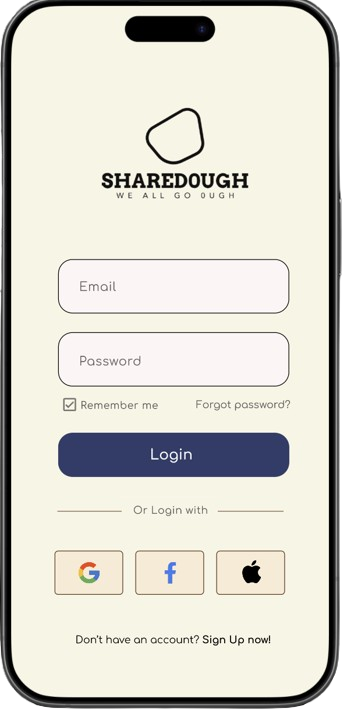 SHAREDOUGH
WE ALL GO OUGH
Email
Password
Remember me Forgot password?
Login
Or Login with
Don't have an account? Sign Up now!